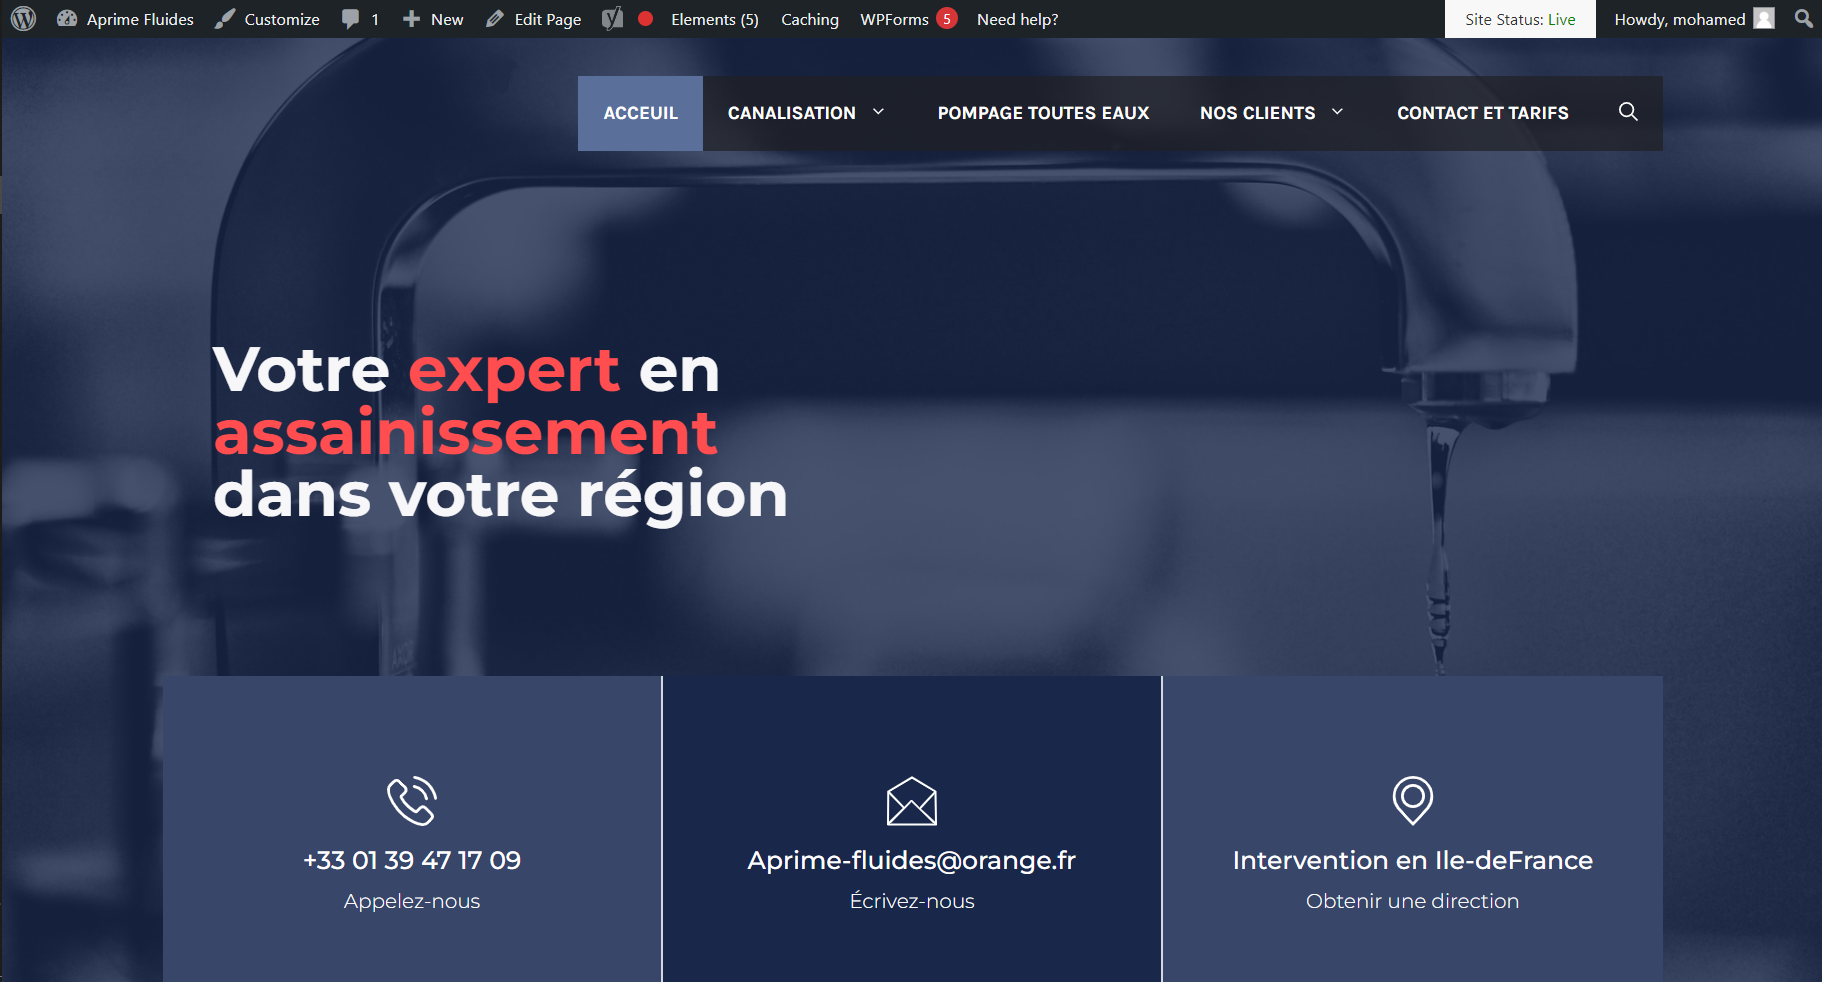 Aprime Fluides Customize 1 New Edit Page Elements (5) Caching WPForms 5 Need help? Site Status: Live Howdy, mohamed
ACCEUIL CANALISATION POMPAGE TOUTES EAUX NOS CLIENTS CONTACT ET TARIFS
Votre expert en
assainissement
dans votre région
+33 01 39 47 17 09
Appelez-nous
Aprime-fluides@orange.fr
Écrivez-nous
Intervention en Ile-deFrance
Obtenir une direction